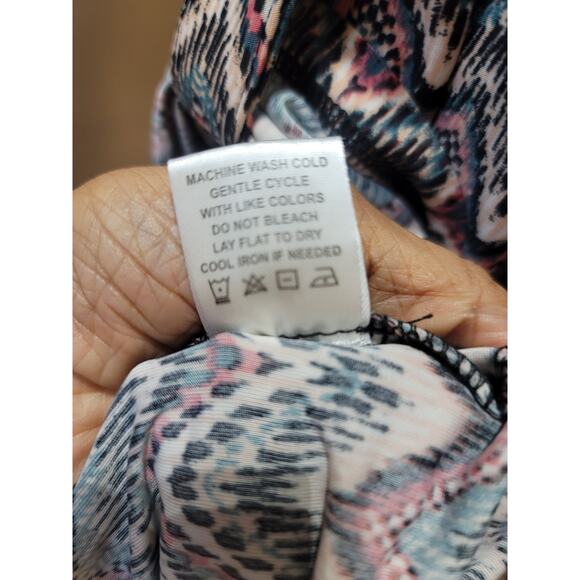 MACHINE WASH COLD
GENTLE CYCLE
WITH LIKE COLORS
DO NOT BLEACH
LAY FLAT TO DRY
COOL IRON IF NEEDED